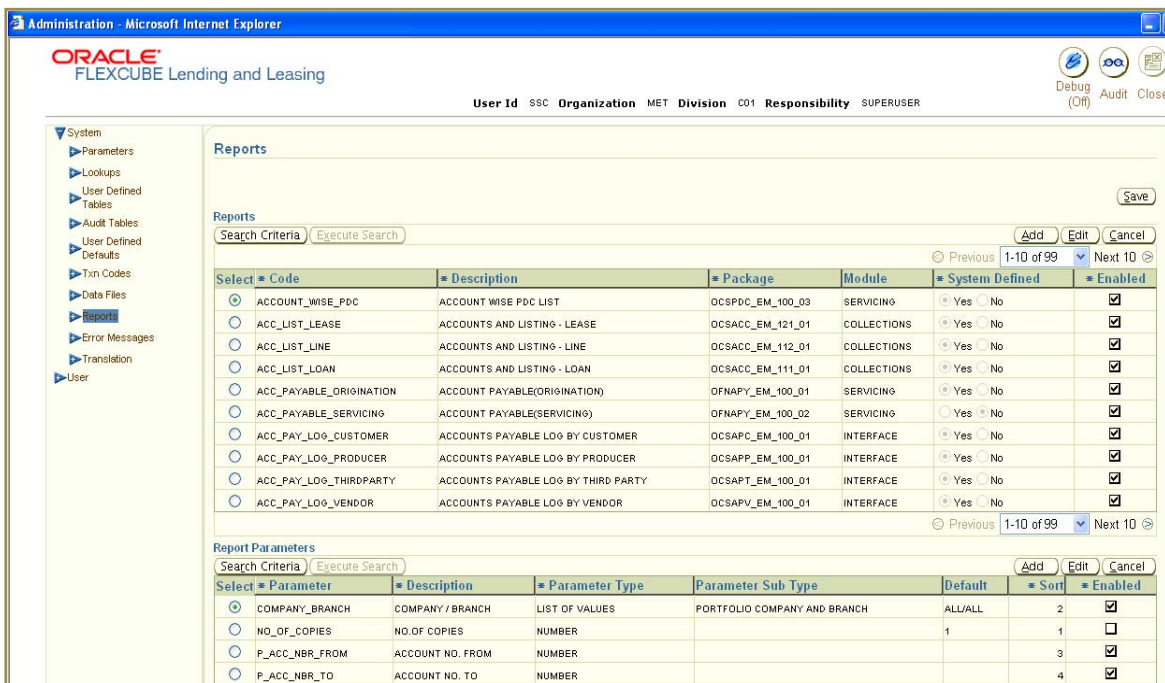 Administration - Microsoft Internet Explorer
ORACLE®
FLEXCUBE Lending and Leasing
Debug (Off) Audit Close
User Id SSC Organization MET Division C01 Responsibility SUPERUSER
System
Parameters
Lookups
User Defined Tables
Audit Tables
User Defined Defaults
Txn Codes
Data Files
Reports
Error Messages
Translation
User
Reports
Save
Reports
Search Criteria Execute Search Add Edit Cancel
Previous 1-10 of 99 Next 10
Select * Code * Description * Package Module * System Defined * Enabled
ACCOUNT_WISE_PDC ACCOUNT WISE PDC LIST OCSPDC_EM_100_03 SERVICING Yes No
ACC_LIST_LEASE ACCOUNTS AND LISTING - LEASE OCSACC_EM_121_01 COLLECTIONS Yes No
ACC_LIST_LINE ACCOUNTS AND LISTING - LINE OCSACC_EM_112_01 COLLECTIONS Yes No
ACC_LIST_LOAN ACCOUNTS AND LISTING - LOAN OCSACC_EM_111_01 COLLECTIONS Yes No
ACC_PAYABLE_ORIGINATION ACCOUNT PAYABLE(ORIGINATION) OFNAPY_EM_100_01 SERVICING Yes No
ACC_PAYABLE_SERVICING ACCOUNT PAYABLE(SERVICING) OFNAPY_EM_100_02 SERVICING Yes No
ACC_PAY_LOG_CUSTOMER ACCOUNTS PAYABLE LOG BY CUSTOMER OCSAPC_EM_100_01 INTERFACE Yes No
ACC_PAY_LOG_PRODUCER ACCOUNTS PAYABLE LOG BY PRODUCER OCSAPP_EM_100_01 INTERFACE Yes No
ACC_PAY_LOG_THIRDPARTY ACCOUNTS PAYABLE LOG BY THIRD PARTY OCSAPT_EM_100_01 INTERFACE Yes No
ACC_PAY_LOG_VENDOR ACCOUNTS PAYABLE LOG BY VENDOR OCSAPV_EM_100_01 INTERFACE Yes No
Previous 1-10 of 99 Next 10
Report Parameters
Search Criteria Execute Search Add Edit Cancel
Select * Parameter * Description * Parameter Type Parameter Sub Type Default * Sort * Enabled
COMPANY_BRANCH COMPANY / BRANCH LIST OF VALUES PORTFOLIO COMPANY AND BRANCH ALL/ALL 2
NO_OF_COPIES NO.OF COPIES NUMBER 1 1
P_ACC_NBR_FROM ACCOUNT NO. FROM NUMBER 3
P_ACC_NBR_TO ACCOUNT NO. TO NUMBER 4